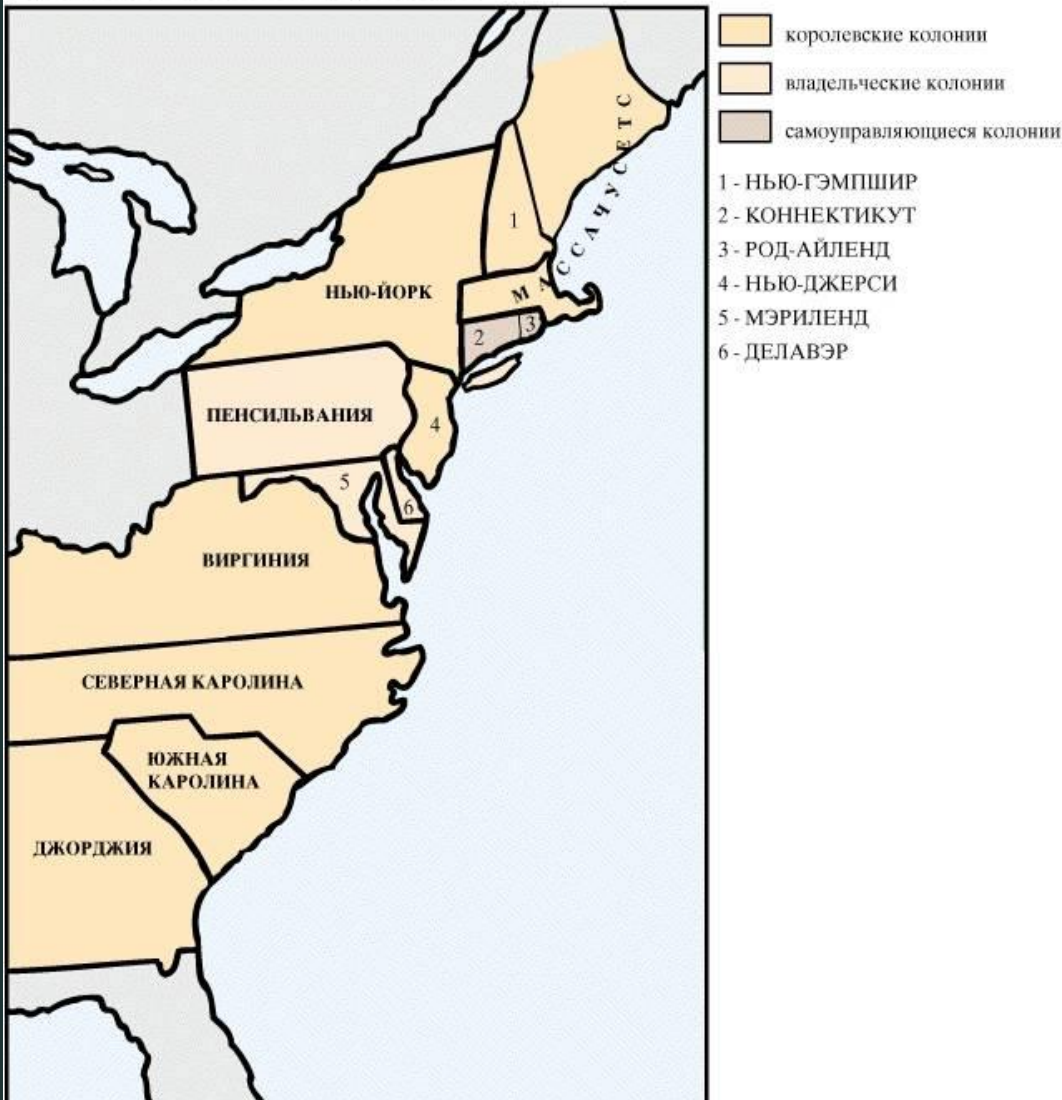 королевские колонии
владельческие колонии
самоуправляющиеся колонии
1 - НЬЮ-ГЭМПШИР
2 - КОННЕКТИКУТ
3 - РОД-АЙЛЕНД
4 - НЬЮ-ДЖЕРСИ
5 - МЭРИЛЕНД
6 - ДЕЛАВЭР
МАССАЧУСЕТС
1
НЬЮ-ЙОРК
2
3
ПЕНСИЛЬВАНИЯ
4
5
6
ВИРГИНИЯ
СЕВЕРНАЯ КАРОЛИНА
ЮЖНАЯ
КАРОЛИНА
ДЖОРДЖИЯ